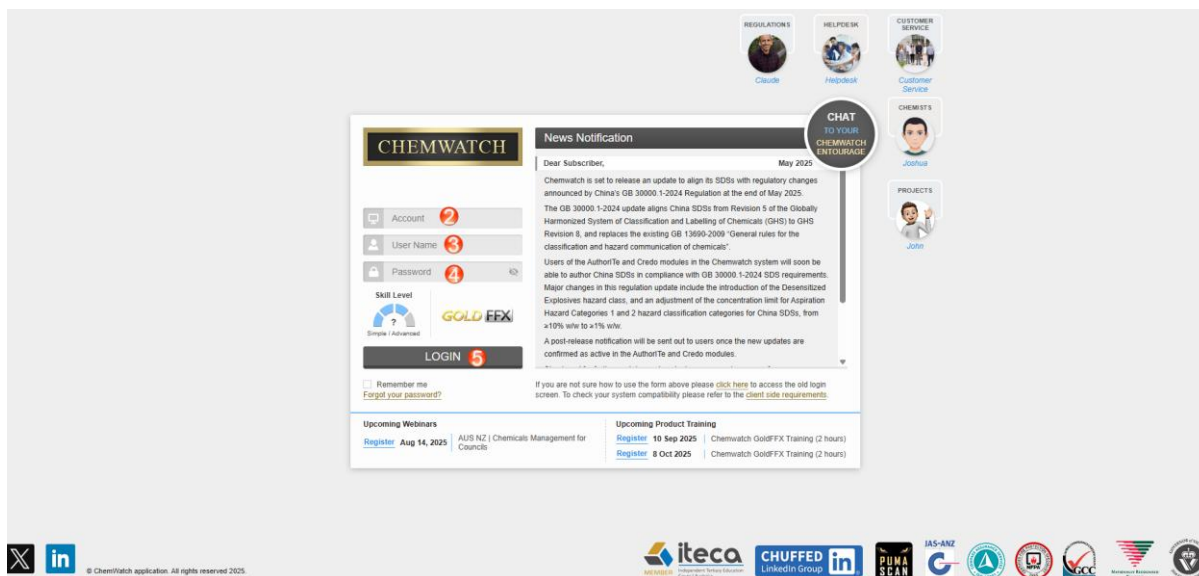 REGULATIONS
Claude
HELPDESK
Helpdesk
CUSTOMER
SERVICE
Customer
Service
CHEMISTS
Joshua
PROJECTS
John
CHAT
TO YOUR
CHEMWATCH
ENTOURAGE
CHEMWATCH
Account 2
User Name 3
Password 4
Skill Level
?
Simple / Advanced
GOLD FFX
LOGIN 5
Remember me
Forgot your password?
News Notification
Dear Subscriber, May 2025
Chemwatch is set to release an update to align its SDSs with regulatory changes
announced by China's GB 30000.1-2024 Regulation at the end of May 2025.
The GB 30000.1-2024 update aligns China SDSs from Revision 5 of the Globally
Harmonized System of Classification and Labelling of Chemicals (GHS) to GHS
Revision 8, and replaces the existing GB 13690-2009 "General rules for the
classification and hazard communication of chemicals".
Users of the AuthorITe and Credo modules in the Chemwatch system will soon be
able to author China SDSs in compliance with GB 30000.1-2024 SDS requirements.
Major changes in this regulation update include the introduction of the Desensitized
Explosives hazard class, and an adjustment of the concentration limit for Aspiration
Hazard Categories 1 and 2 hazard classification categories for China SDSs, from
≥10% w/w to ≥1% w/w.
A post-release notification will be sent out to users once the new updates are
confirmed as active in the AuthorITe and Credo modules.
If you are not sure how to use the form above please click here to access the old login
screen. To check your system compatibility please refer to the client side requirements
Upcoming Webinars
Register Aug 14, 2025 AUS NZ | Chemicals Management for
Councils
Upcoming Product Training
Register 10 Sep 2025 Chemwatch GoldFFX Training (2 hours)
Register 8 Oct 2025 Chemwatch GoldFFX Training (2 hours)
X
in
© ChemWatch application. All rights reserved 2025.
iteca
MEMBER Independent Tertiary Education
CHUFFED
LinkedIn Group
in
PUMA
SCAN
JAS-ANZ
GCC